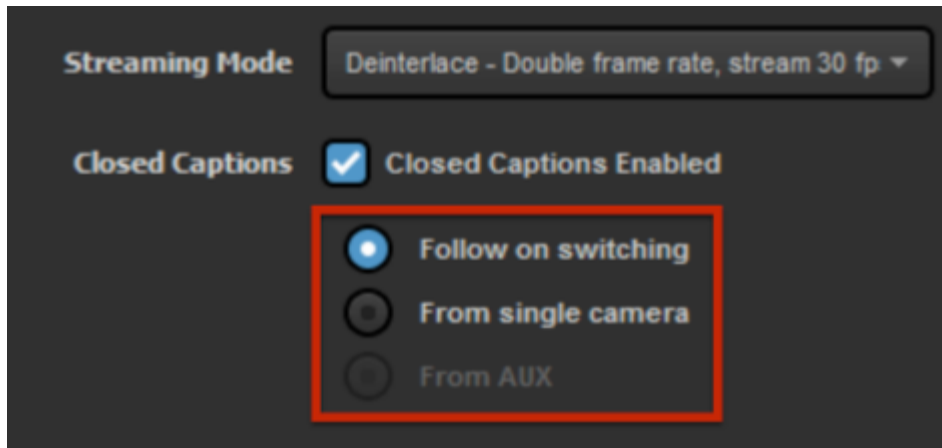 Streaming Mode Deinterlace - Double frame rate, stream 30 fp
Closed Captions Closed Captions Enabled
Follow on switching
From single camera
From AUX